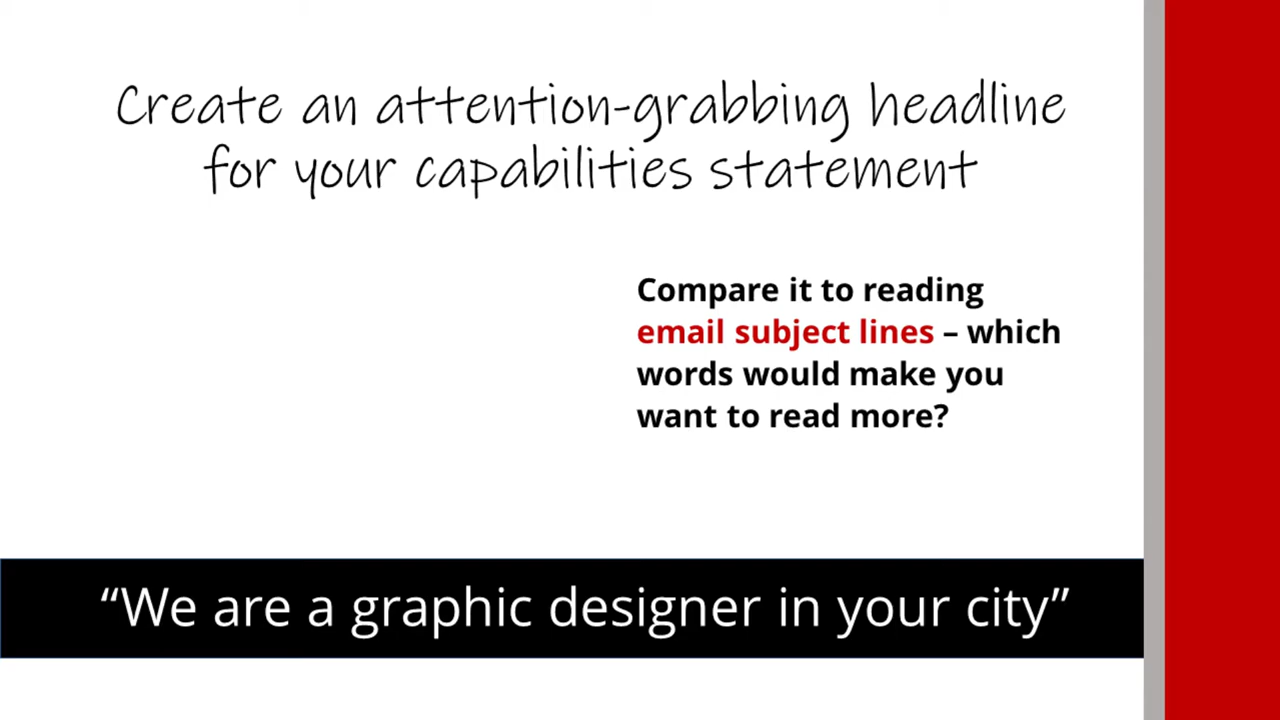 Create an attention-grabbing headline
for your capabilities statement
Compare it to reading
email subject lines – which
words would make you
want to read more?
“We are a graphic designer in your city”